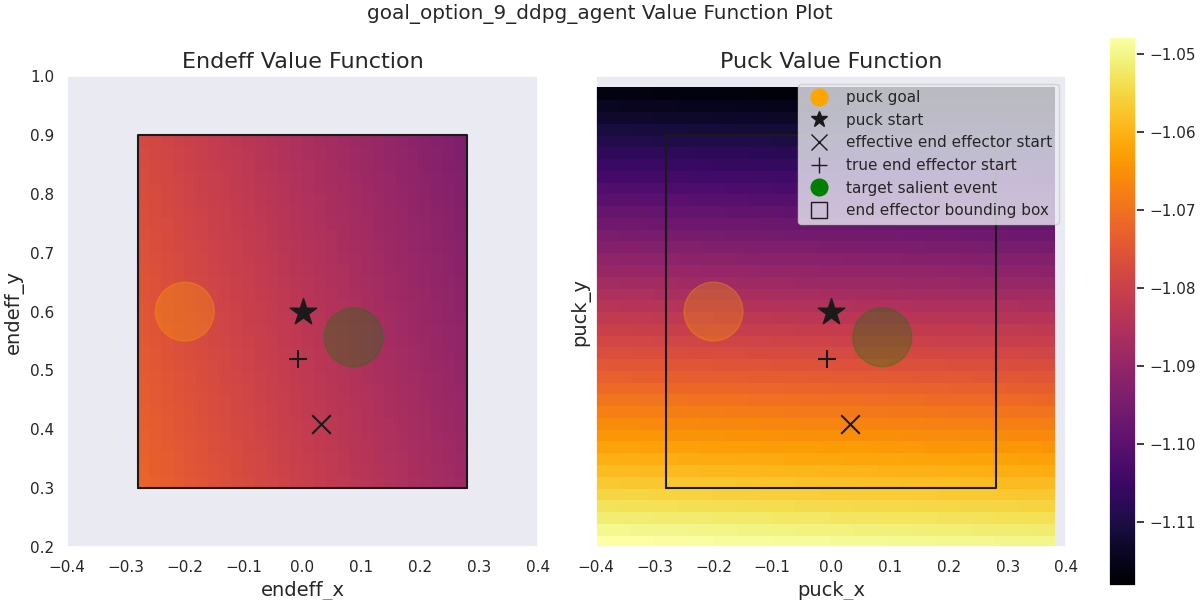 goal_option_9_ddpg_agent Value Function Plot
Endeff Value Function
endeff_y
1.0
0.9
0.8
0.7
0.6
0.5
0.4
0.3
0.2
−0.4 −0.3 −0.2 −0.1 0.0 0.1 0.2 0.3 0.4
endeff_x
Puck Value Function
puck goal
puck start
effective end effector start
true end effector start
target salient event
end effector bounding box
puck_y
−0.4 −0.3 −0.2 −0.1 0.0 0.1 0.2 0.3 0.4
puck_x
−1.05
−1.06
−1.07
−1.08
−1.09
−1.10
−1.11